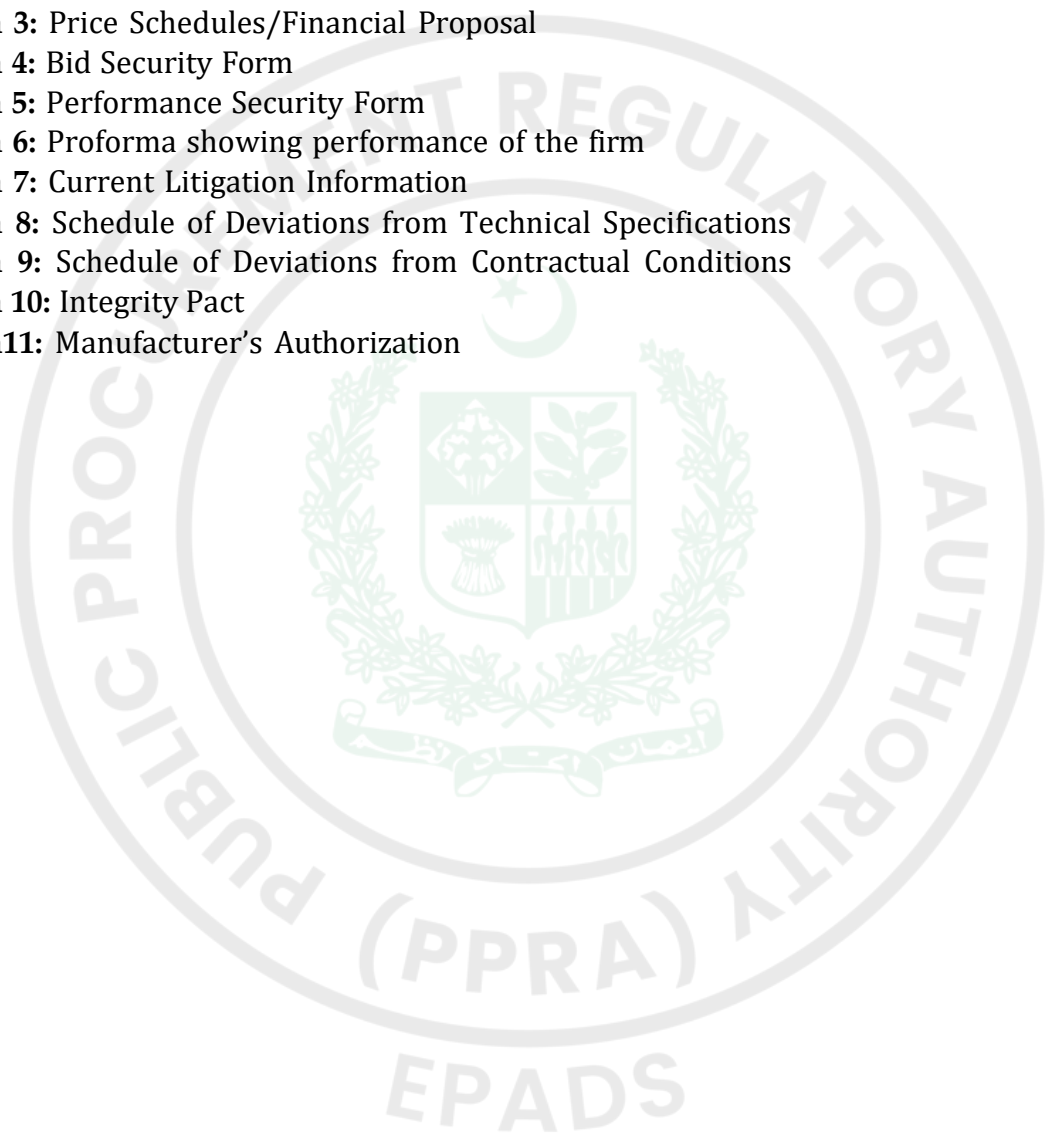 3: Price Schedules/Financial Proposal
4: Bid Security Form
5: Performance Security Form
6: Proforma showing performance of the firm
7: Current Litigation Information
8: Schedule of Deviations from Technical Specifications
9: Schedule of Deviations from Contractual Conditions
10: Integrity Pact
11: Manufacturer’s Authorization
PUBLIC PROCUREMENT REGULATORY AUTHORITY
ایمان اتحاد
(PPRA)
EPADS